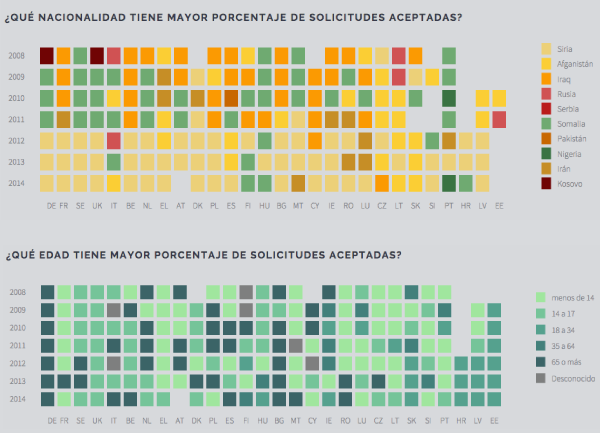 ¿QUÉ NACIONALIDAD TIENE MAYOR PORCENTAJE DE SOLICITUDES ACEPTADAS?
2008
2009
2010
2011
2012
2013
2014
DE FR SE UK IT BE NL EL AT DK PL ES FI HU BG MT CY IE RO LU CZ LT SK SI PT HR LV EE
Siria
Afganistán
Iraq
Rusia
Serbia
Somalia
Pakistán
Nigeria
Irán
Kosovo
¿QUÉ EDAD TIENE MAYOR PORCENTAJE DE SOLICITUDES ACEPTADAS?
2008
2009
2010
2011
2012
2013
2014
DE FR SE UK IT BE NL EL AT DK PL ES FI HU BG MT CY IE RO LU CZ LT SK SI PT HR LV EE
menos de 14
14 a 17
18 a 34
35 a 64
65 o más
Desconocido